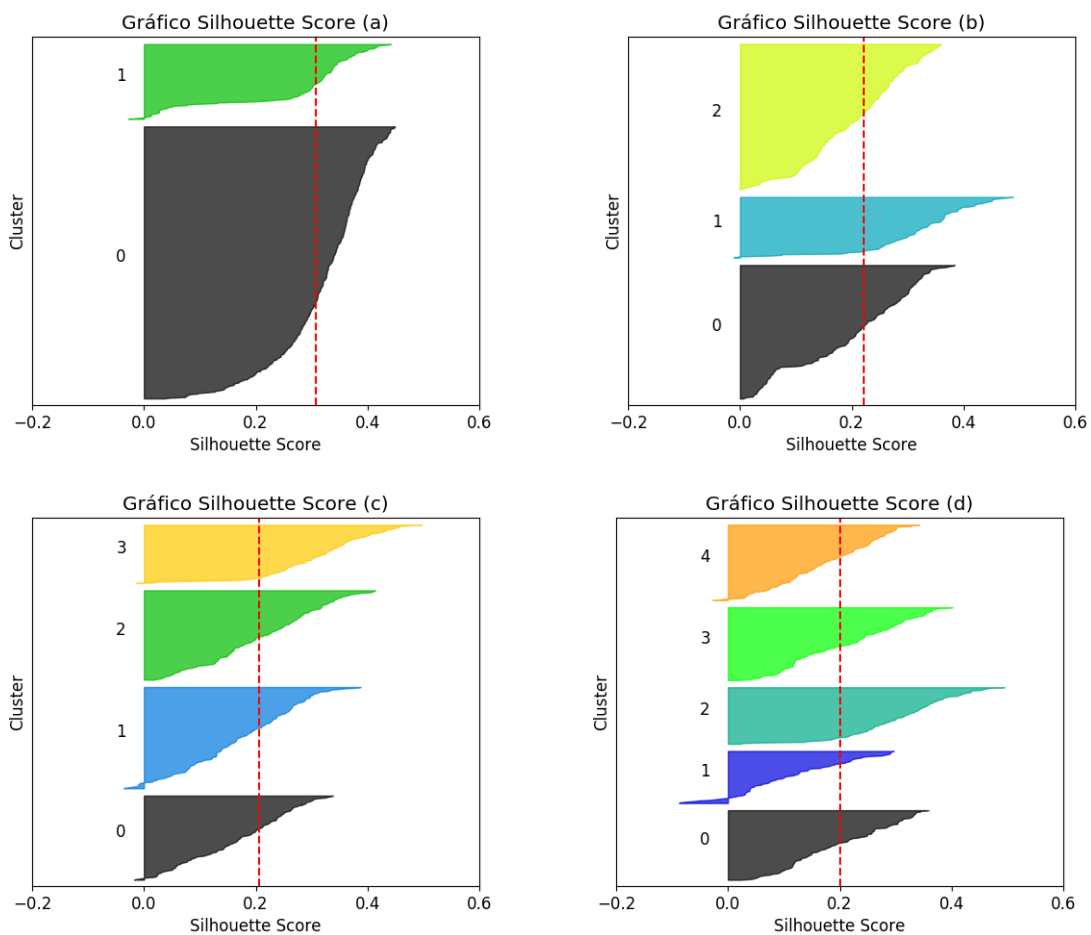 Gráfico Silhouette Score (a)
Cluster
1
0
−0.2 0.0 0.2 0.4 0.6
Silhouette Score
Gráfico Silhouette Score (b)
Cluster
2
1
0
−0.2 0.0 0.2 0.4 0.6
Silhouette Score
Gráfico Silhouette Score (c)
Cluster
3
2
1
0
−0.2 0.0 0.2 0.4 0.6
Silhouette Score
Gráfico Silhouette Score (d)
Cluster
4
3
2
1
0
−0.2 0.0 0.2 0.4 0.6
Silhouette Score